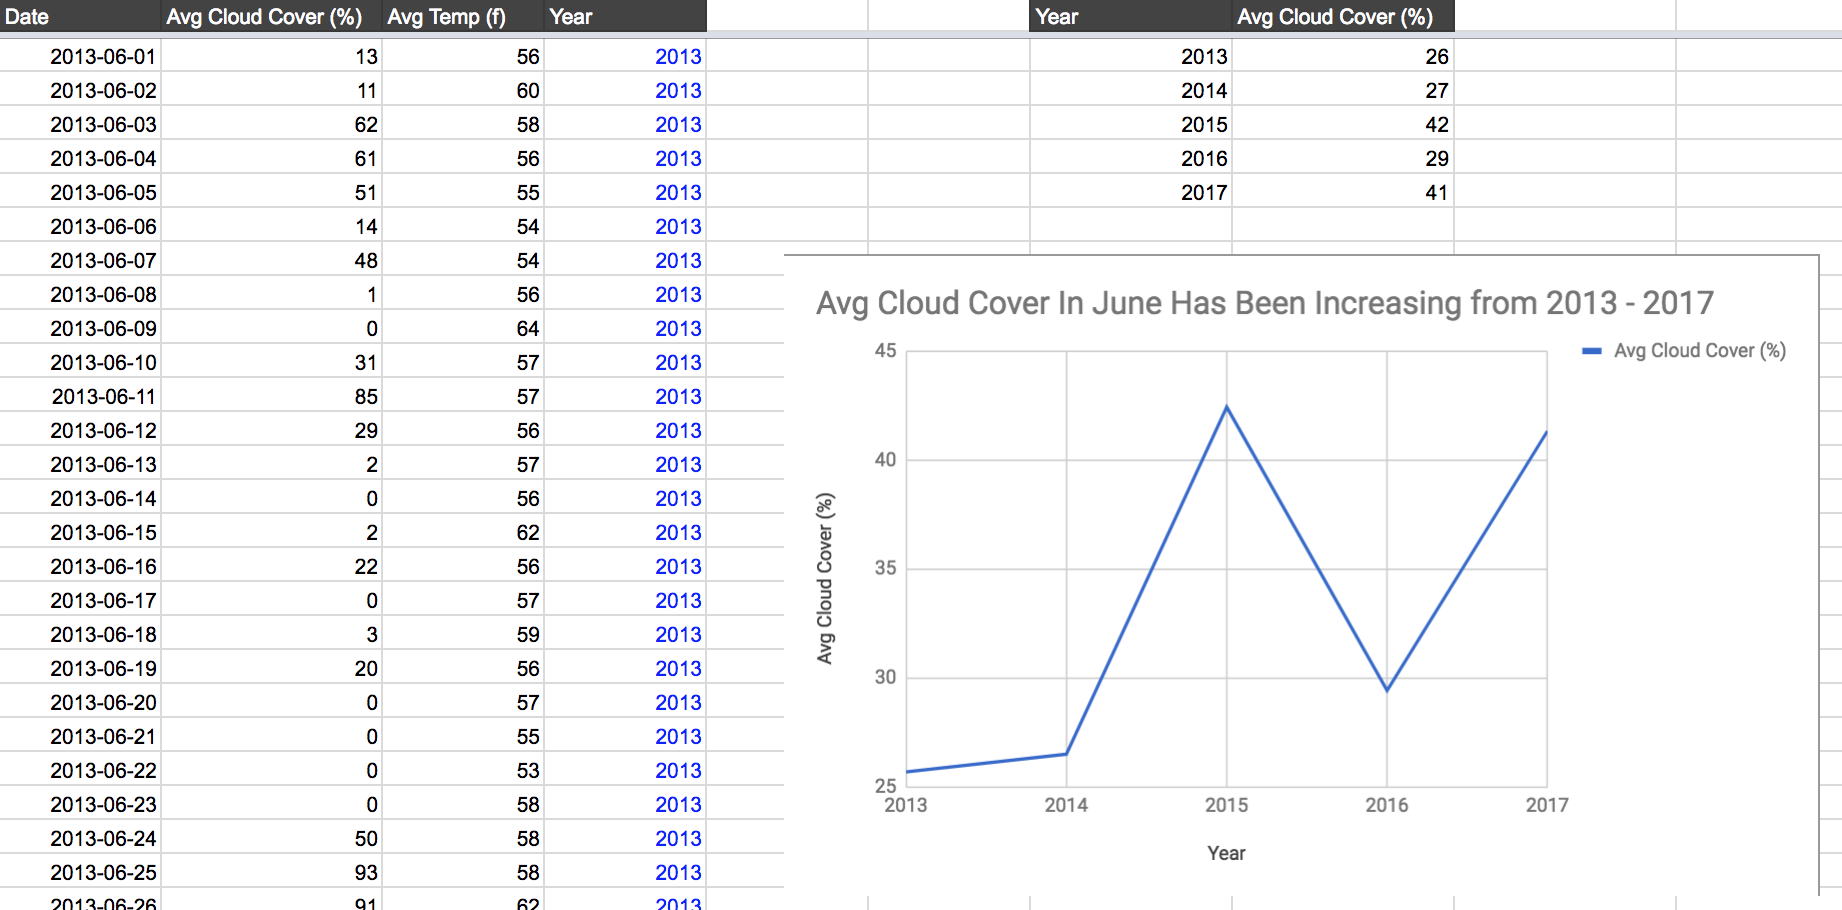 Date Avg Cloud Cover (%) Avg Temp (f) Year Year Avg Cloud Cover (%)
2013-06-01 13 56 2013 2013 26
2013-06-02 11 60 2013 2014 27
2013-06-03 62 58 2013 2015 42
2013-06-04 61 56 2013 2016 29
2013-06-05 51 55 2013 2017 41
2013-06-06 14 54 2013
2013-06-07 48 54 2013
2013-06-08 1 56 2013
2013-06-09 0 64 2013
2013-06-10 31 57 2013
2013-06-11 85 57 2013
2013-06-12 29 56 2013
2013-06-13 2 57 2013
2013-06-14 0 56 2013
2013-06-15 2 62 2013
2013-06-16 22 56 2013
2013-06-17 0 57 2013
2013-06-18 3 59 2013
2013-06-19 20 56 2013
2013-06-20 0 57 2013
2013-06-21 0 55 2013
2013-06-22 0 53 2013
2013-06-23 0 58 2013
2013-06-24 50 58 2013
2013-06-25 93 58 2013
2013-06-26 91 62 2013
Avg Cloud Cover In June Has Been Increasing from 2013 - 2017
Avg Cloud Cover (%)
45
40
35
30
25
Avg Cloud Cover (%)
2013 2014 2015 2016 2017
Year